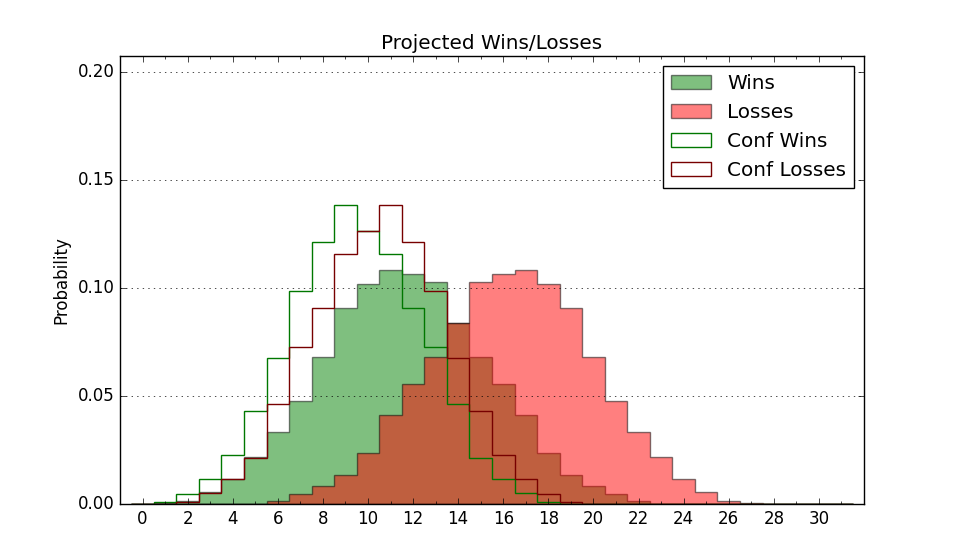 Projected Wins/Losses
Probability
0.20
0.15
0.10
0.05
0.00
0 2 4 6 8 10 12 14 16 18 20 22 24 26 28 30
Wins
Losses
Conf Wins
Conf Losses